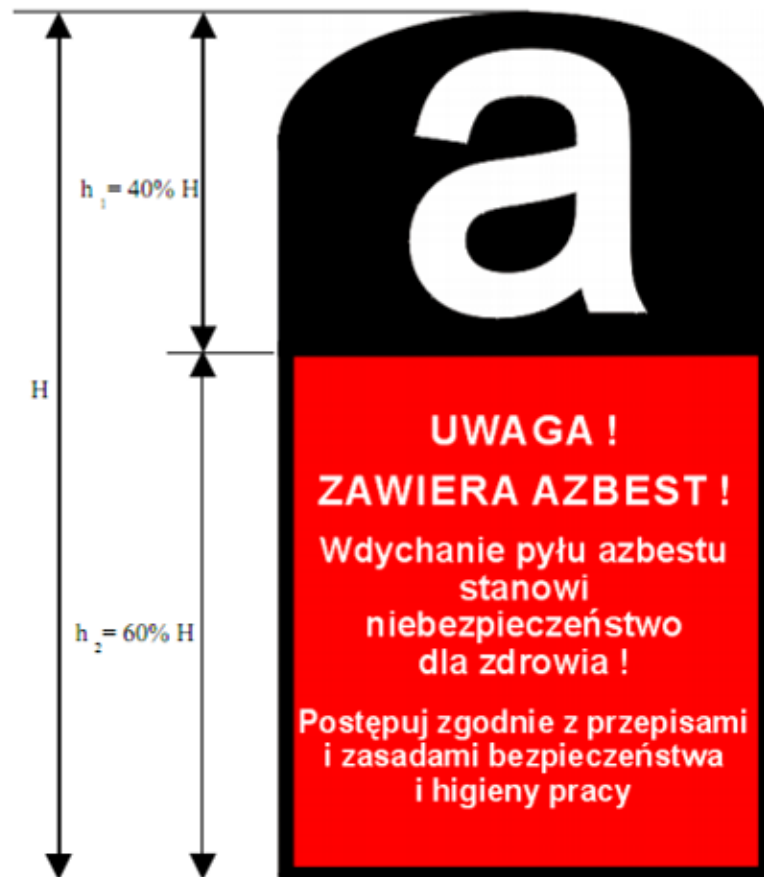 a
h₁= 40% H
H
UWAGA !
ZAWIERA AZBEST !
Wdychanie pyłu azbestu
stanowi
niebezpieczeństwo
dla zdrowia !
h₂= 60% H
Postępuj zgodnie z przepisami
i zasadami bezpieczeństwa
i higieny pracy